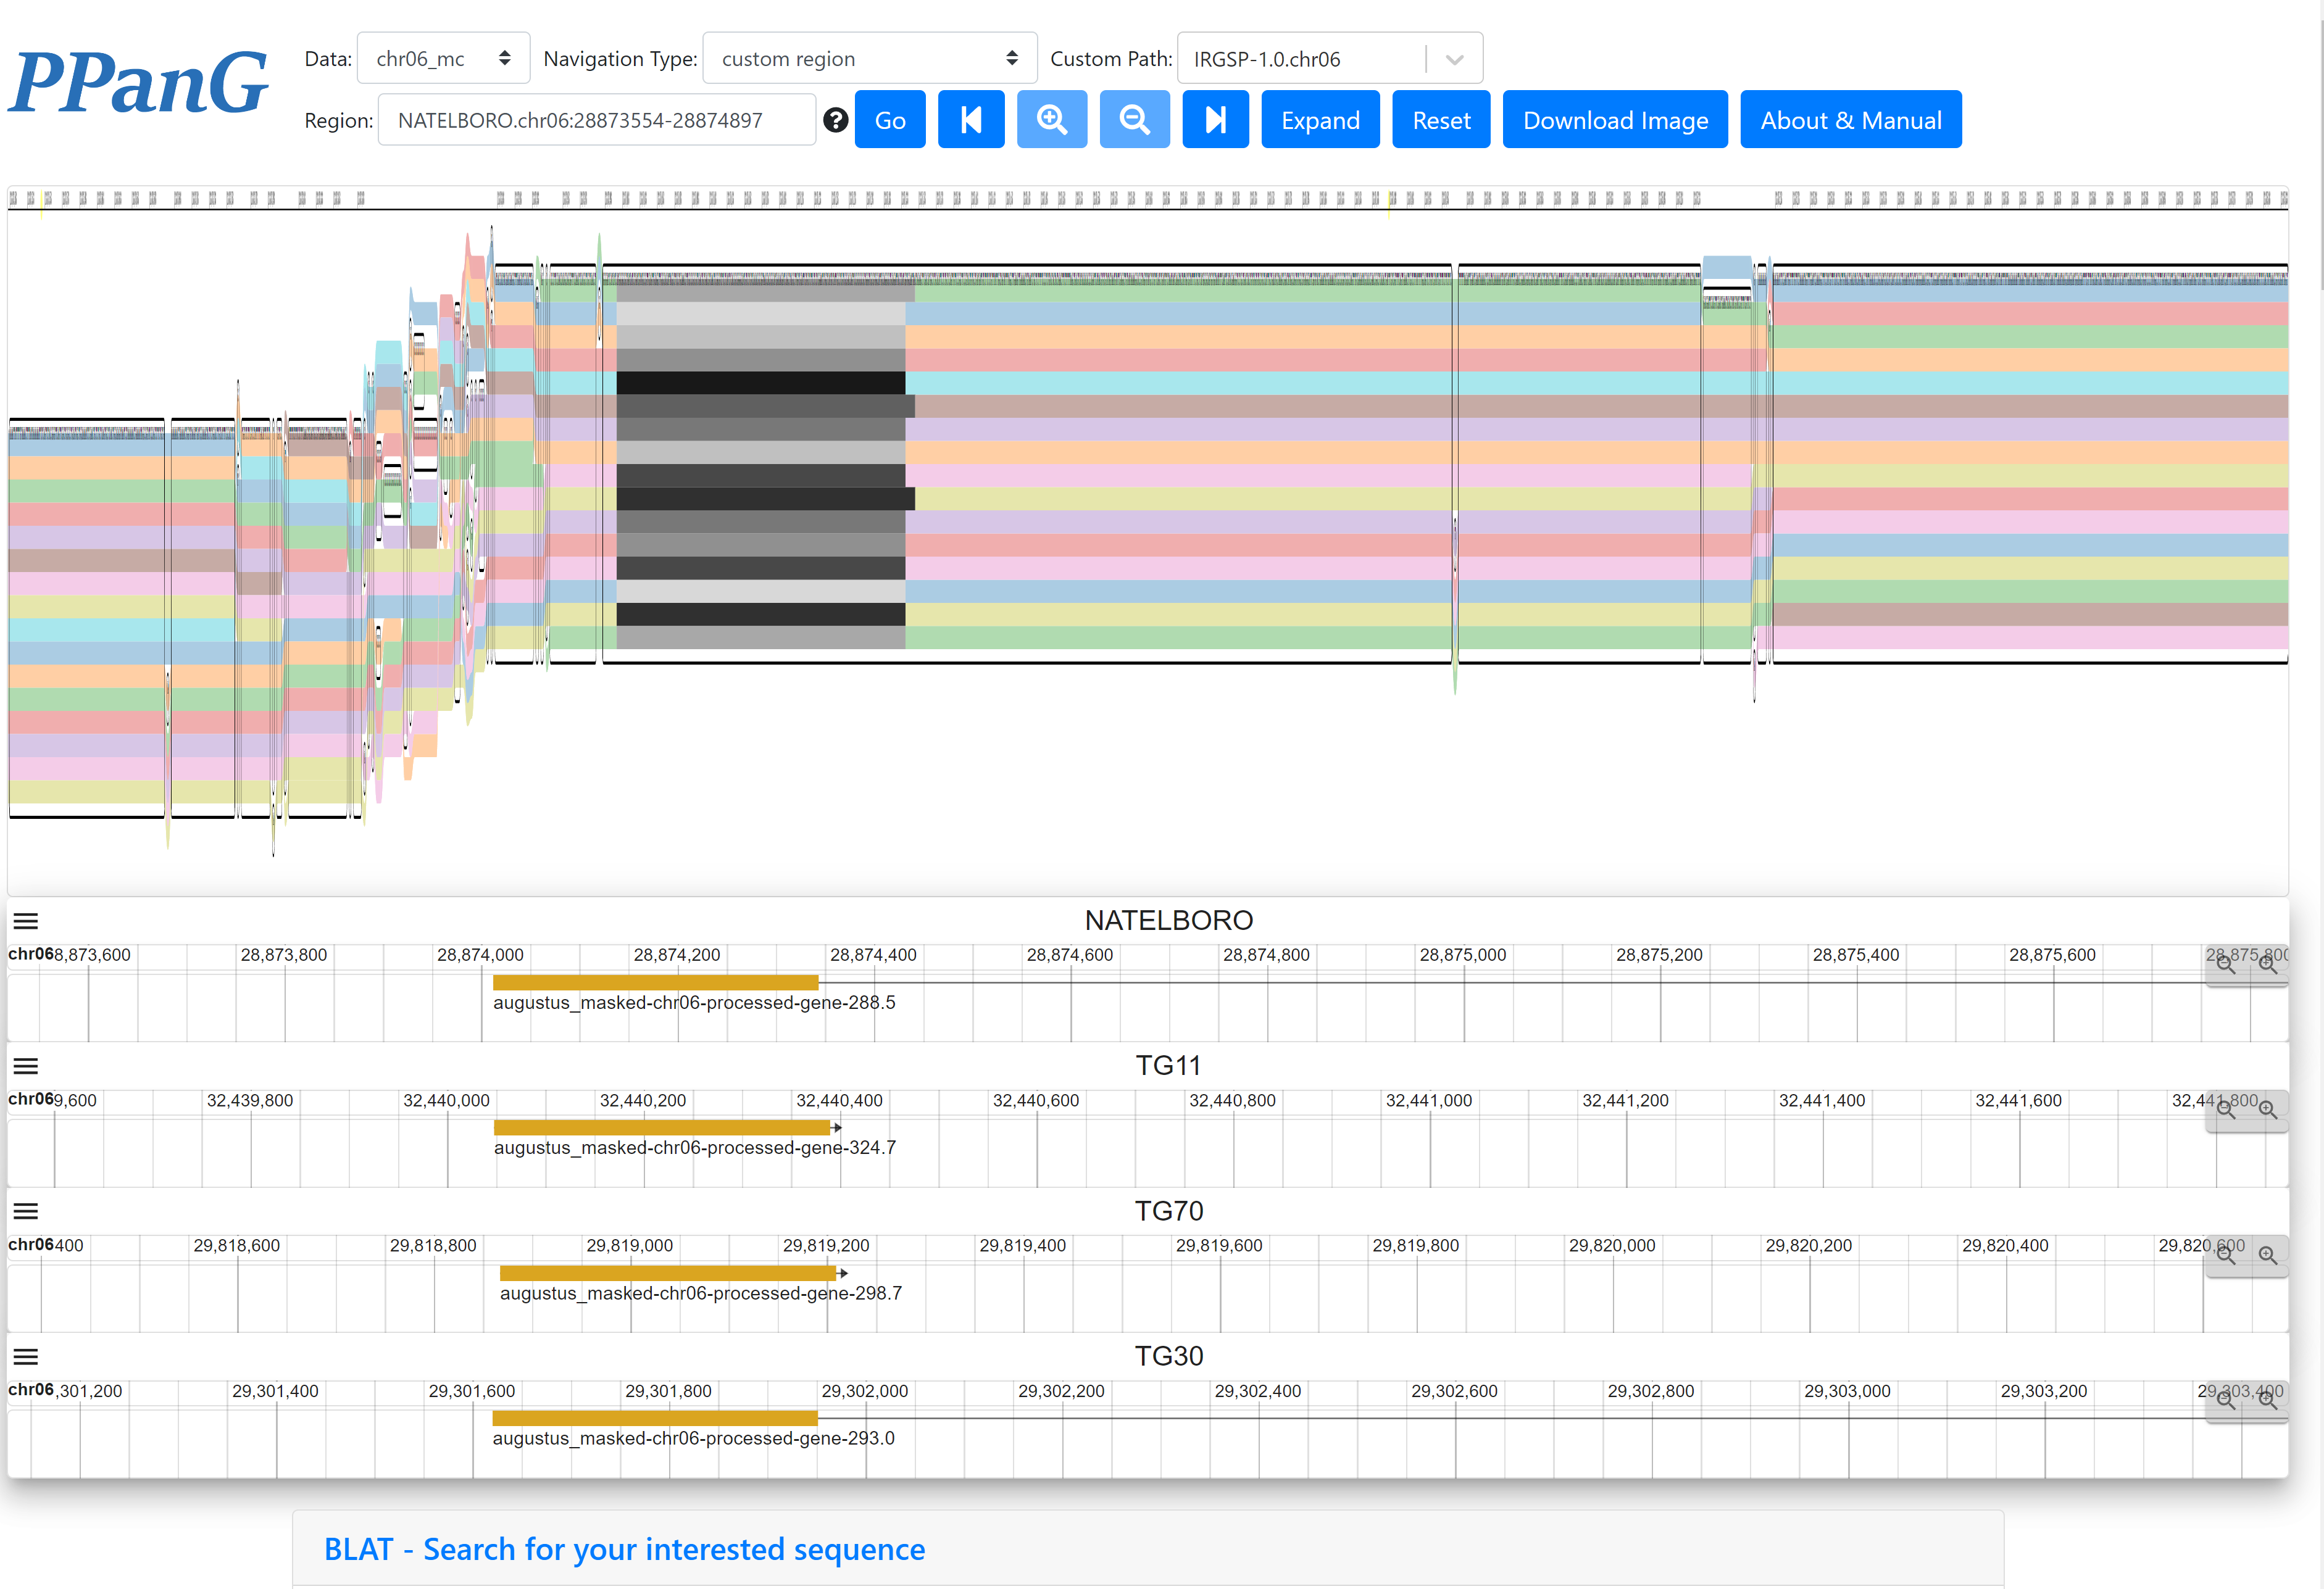 PPanG
Data: chr06_mc Navigation Type: custom region Custom Path: IRGSP-1.0.chr06
Region: NATELBORO.chr06:28873554-28874897 ? Go Expand Reset Download Image About & Manual
NATELBORO
chr06 8,873,600 28,873,800 28,874,000 28,874,200 28,874,400 28,874,600 28,874,800 28,875,000 28,875,200 28,875,400 28,875,600 28,875,800
augustus_masked-chr06-processed-gene-288.5
TG11
chr06 9,600 32,439,800 32,440,000 32,440,200 32,440,400 32,440,600 32,440,800 32,441,000 32,441,200 32,441,400 32,441,600 32,441,800
augustus_masked-chr06-processed-gene-324.7
TG70
chr06 400 29,818,600 29,818,800 29,819,000 29,819,200 29,819,400 29,819,600 29,819,800 29,820,000 29,820,200 29,820,400 29,820,600
augustus_masked-chr06-processed-gene-298.7
TG30
chr06 ,301,200 29,301,400 29,301,600 29,301,800 29,302,000 29,302,200 29,302,400 29,302,600 29,302,800 29,303,000 29,303,200 29,303,400
augustus_masked-chr06-processed-gene-293.0
BLAT - Search for your interested sequence